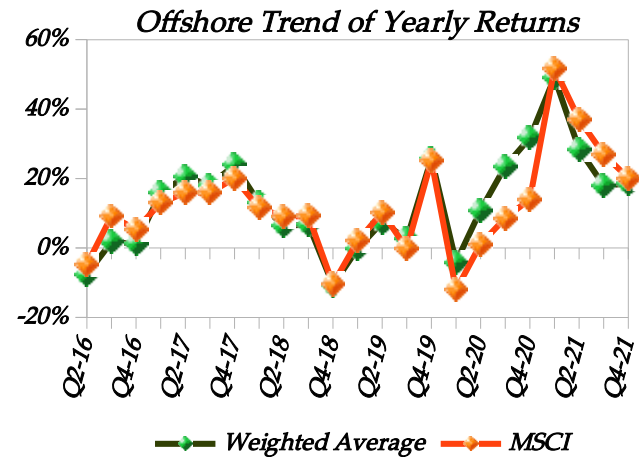 Offshore Trend of Yearly Returns
60%
40%
20%
0%
-20%
Q2-16
Q4-16
Q2-17
Q4-17
Q2-18
Q4-18
Q2-19
Q4-19
Q2-20
Q4-20
Q2-21
Q4-21
Weighted Average
MSCI